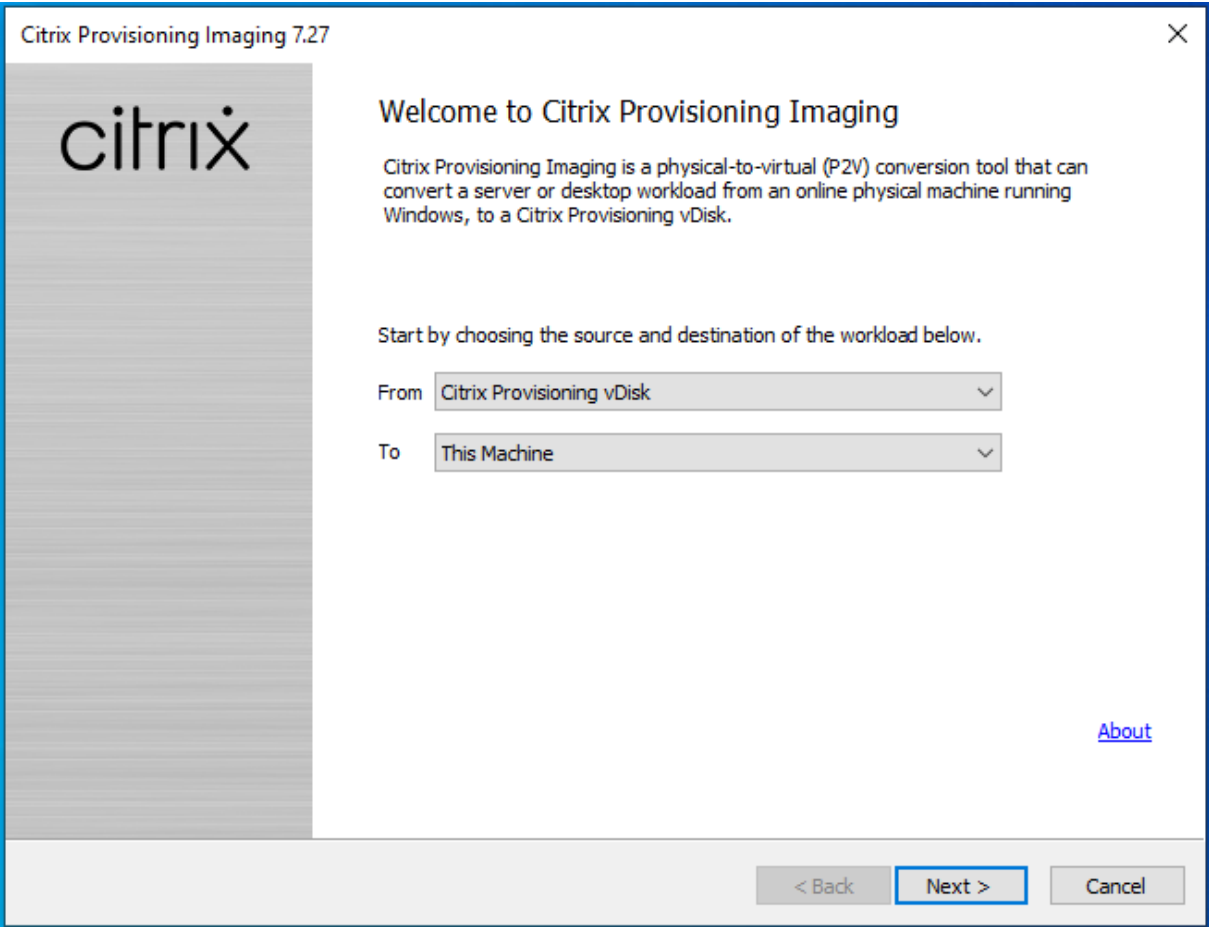 Citrix Provisioning Imaging 7.27
citrix
Welcome to Citrix Provisioning Imaging
Citrix Provisioning Imaging is a physical-to-virtual (P2V) conversion tool that can
convert a server or desktop workload from an online physical machine running
Windows, to a Citrix Provisioning vDisk.
Start by choosing the source and destination of the workload below.
From Citrix Provisioning vDisk
To This Machine
About
< Back Next > Cancel